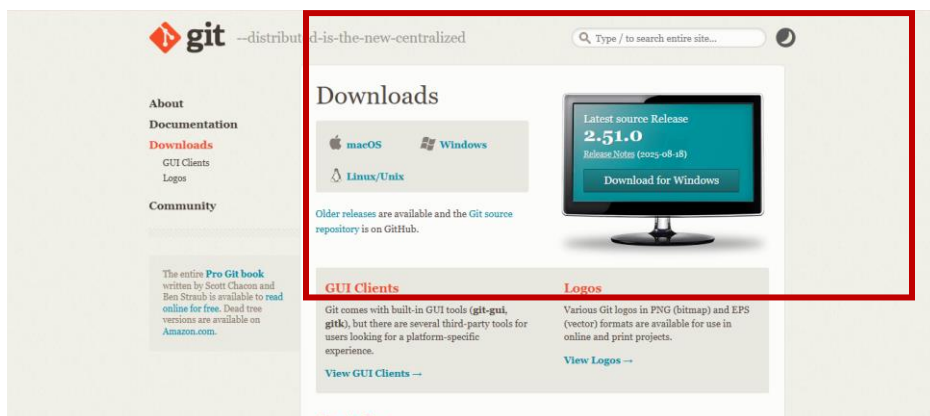 git --distributed-is-the-new-centralized
Type / to search entire site...
About
Documentation
Downloads
GUI Clients
Logos
Community
The entire Pro Git book
written by Scott Chacon and
Ben Straub is available to read
online for free. Dead tree
versions are available on
Amazon.com.
Downloads
macOS
Windows
Linux/Unix
Older releases are available and the Git source
repository is on GitHub.
Latest source Release
2.51.0
Release Notes (2025-08-18)
Download for Windows
GUI Clients
Git comes with built-in GUI tools (git-gui,
gitk), but there are several third-party tools for
users looking for a platform-specific
experience.
View GUI Clients →
Logos
Various Git logos in PNG (bitmap) and EPS
(vector) formats are available for use in
online and print projects.
View Logos →